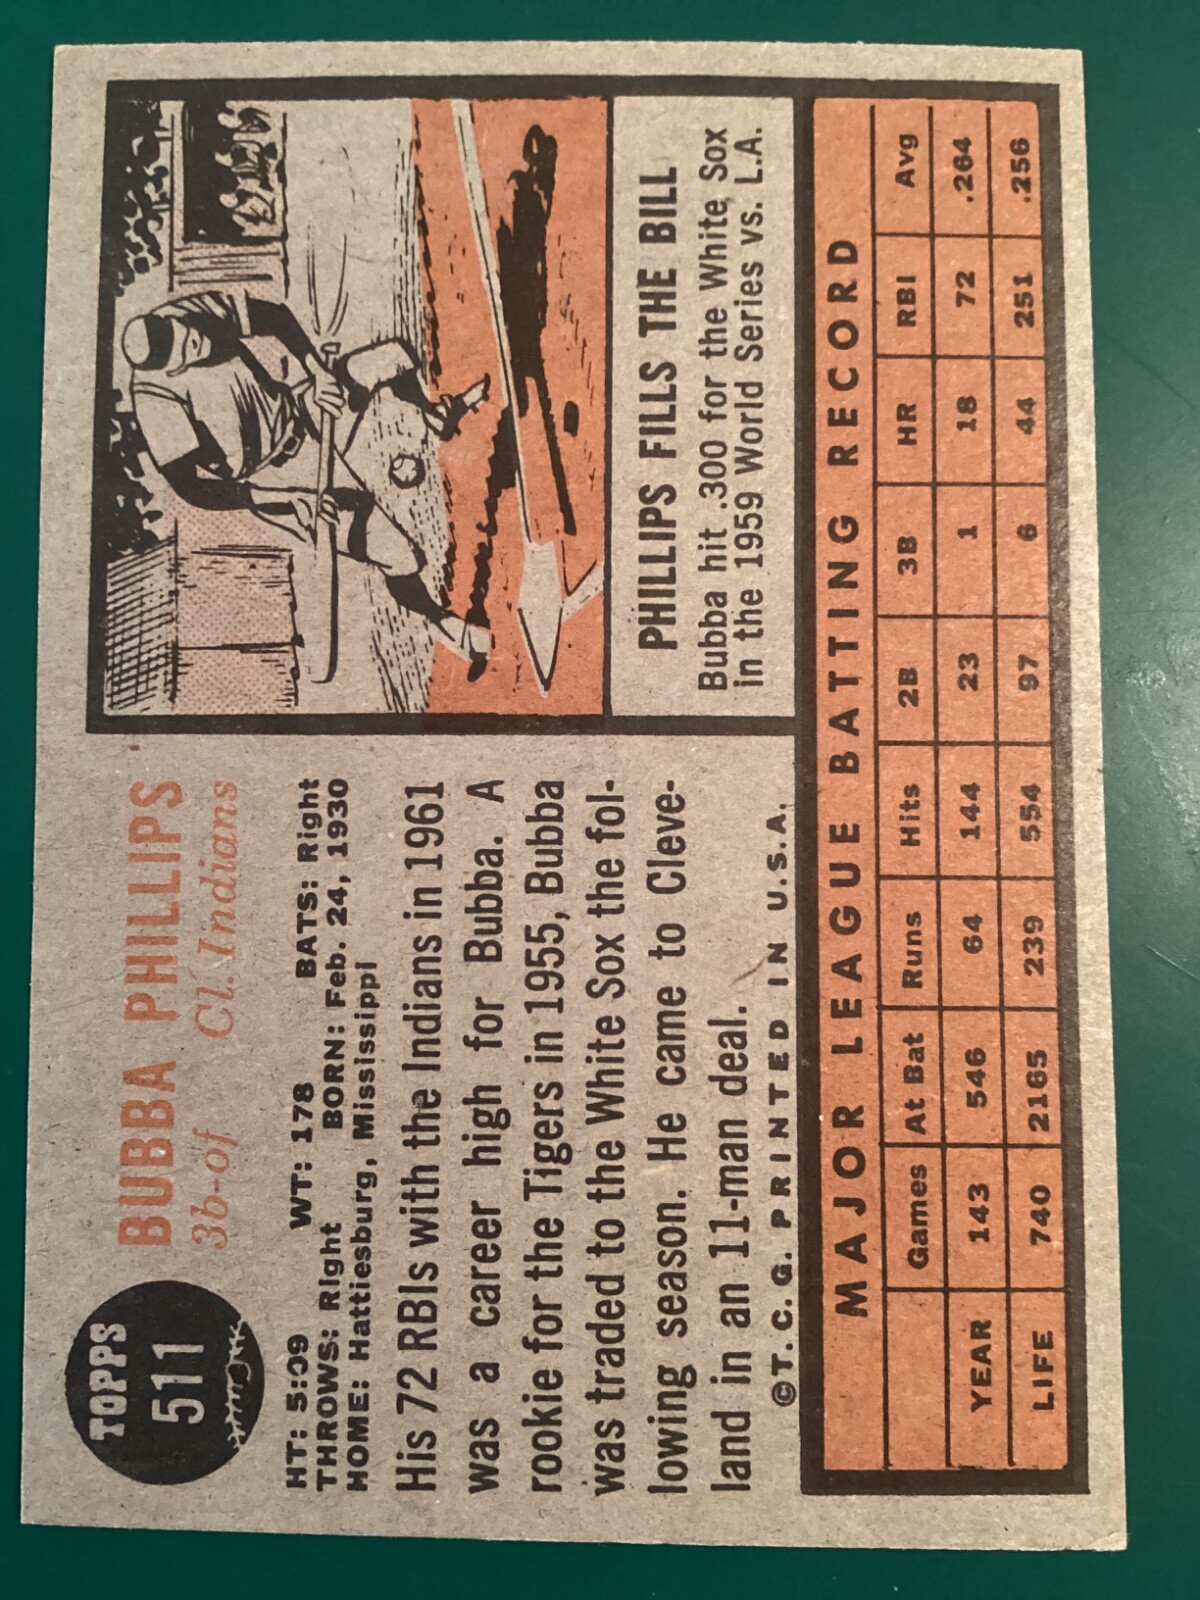 TOPPS
511
BUBBA PHILLIPS
3b-of Cl. Indians
HT: 5:09 WT: 178 BATS: Right
THROWS: Right BORN: Feb. 24, 1930
HOME: Hattiesburg, Mississippi
His 72 RBIs with the Indians in 1961
was a career high for Bubba. A
rookie for the Tigers in 1955, Bubba
was traded to the White Sox the fol-
lowing season. He came to Cleve-
land in an 11-man deal.
©T.C.G. PRINTED IN U.S.A.
PHILLIPS FILLS THE BILL
Bubba hit .300 for the White Sox
in the 1959 World Series vs. L.A.
MAJOR LEAGUE BATTING RECORD
Games At Bat Runs Hits 2B 3B HR RBI Avg
YEAR 143 546 64 144 23 1 18 72 .264
LIFE 740 2165 239 554 97 6 44 251 .256